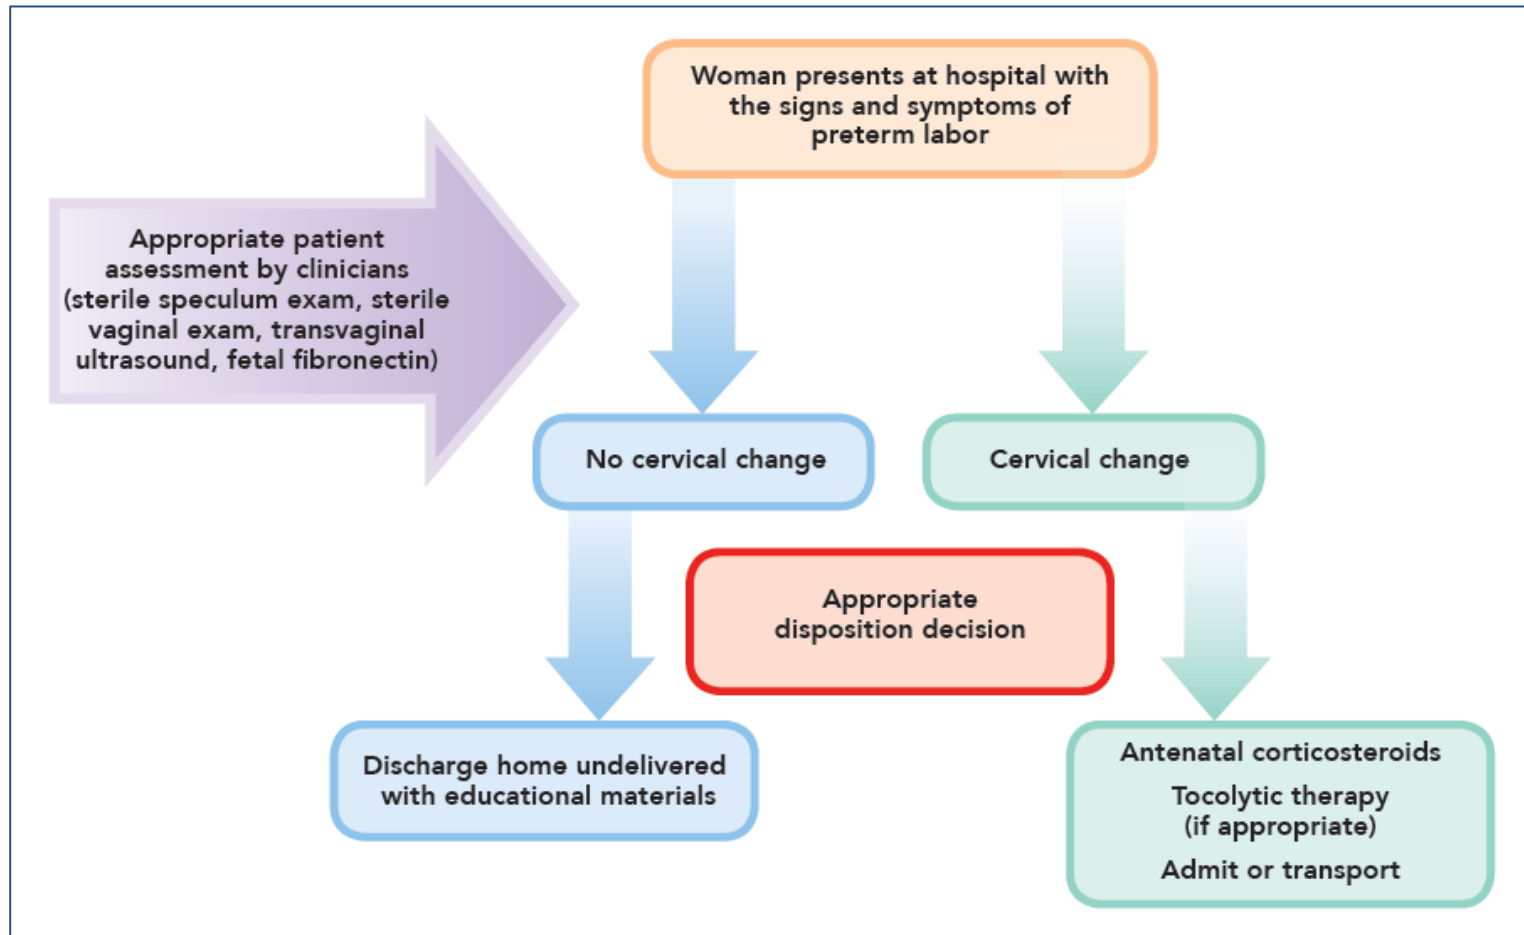 Woman presents at hospital with
the signs and symptoms of
preterm labor
Appropriate patient
assessment by clinicians
(sterile speculum exam, sterile
vaginal exam, transvaginal
ultrasound, fetal fibronectin)
No cervical change
Cervical change
Appropriate
disposition decision
Discharge home undelivered
with educational materials
Antenatal corticosteroids
Tocolytic therapy
(if appropriate)
Admit or transport